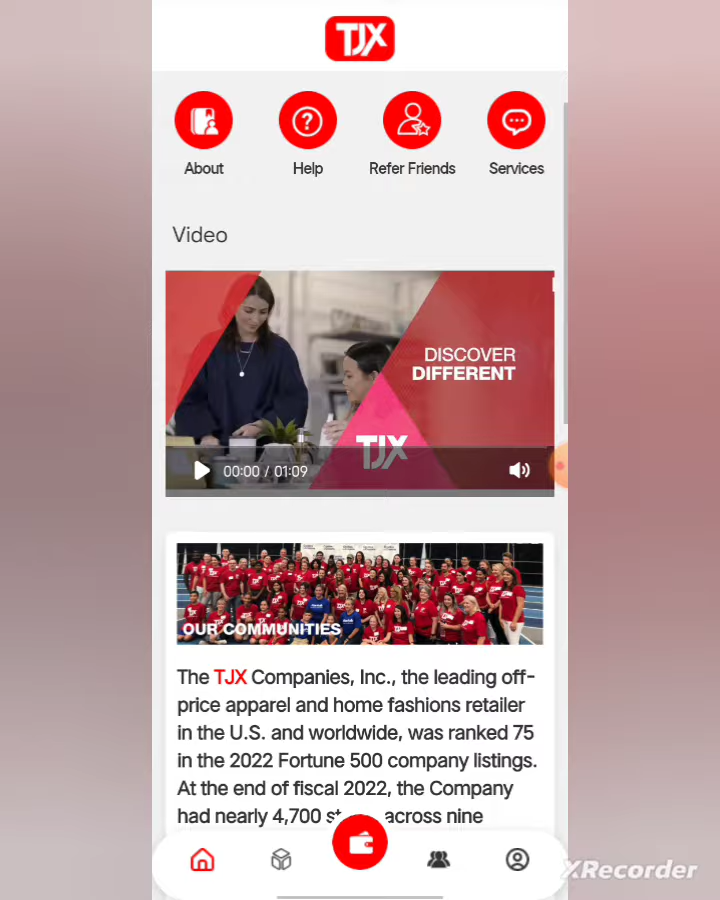 TJX
About Help Refer Friends Services
Video
DISCOVER
DIFFERENT
TJX
00:00 / 01:09
OUR COMMUNITIES
The TJX Companies, Inc., the leading off-
price apparel and home fashions retailer
in the U.S. and worldwide, was ranked 75
in the 2022 Fortune 500 company listings.
At the end of fiscal 2022, the Company
had nearly 4,700 across nine
XRecorder